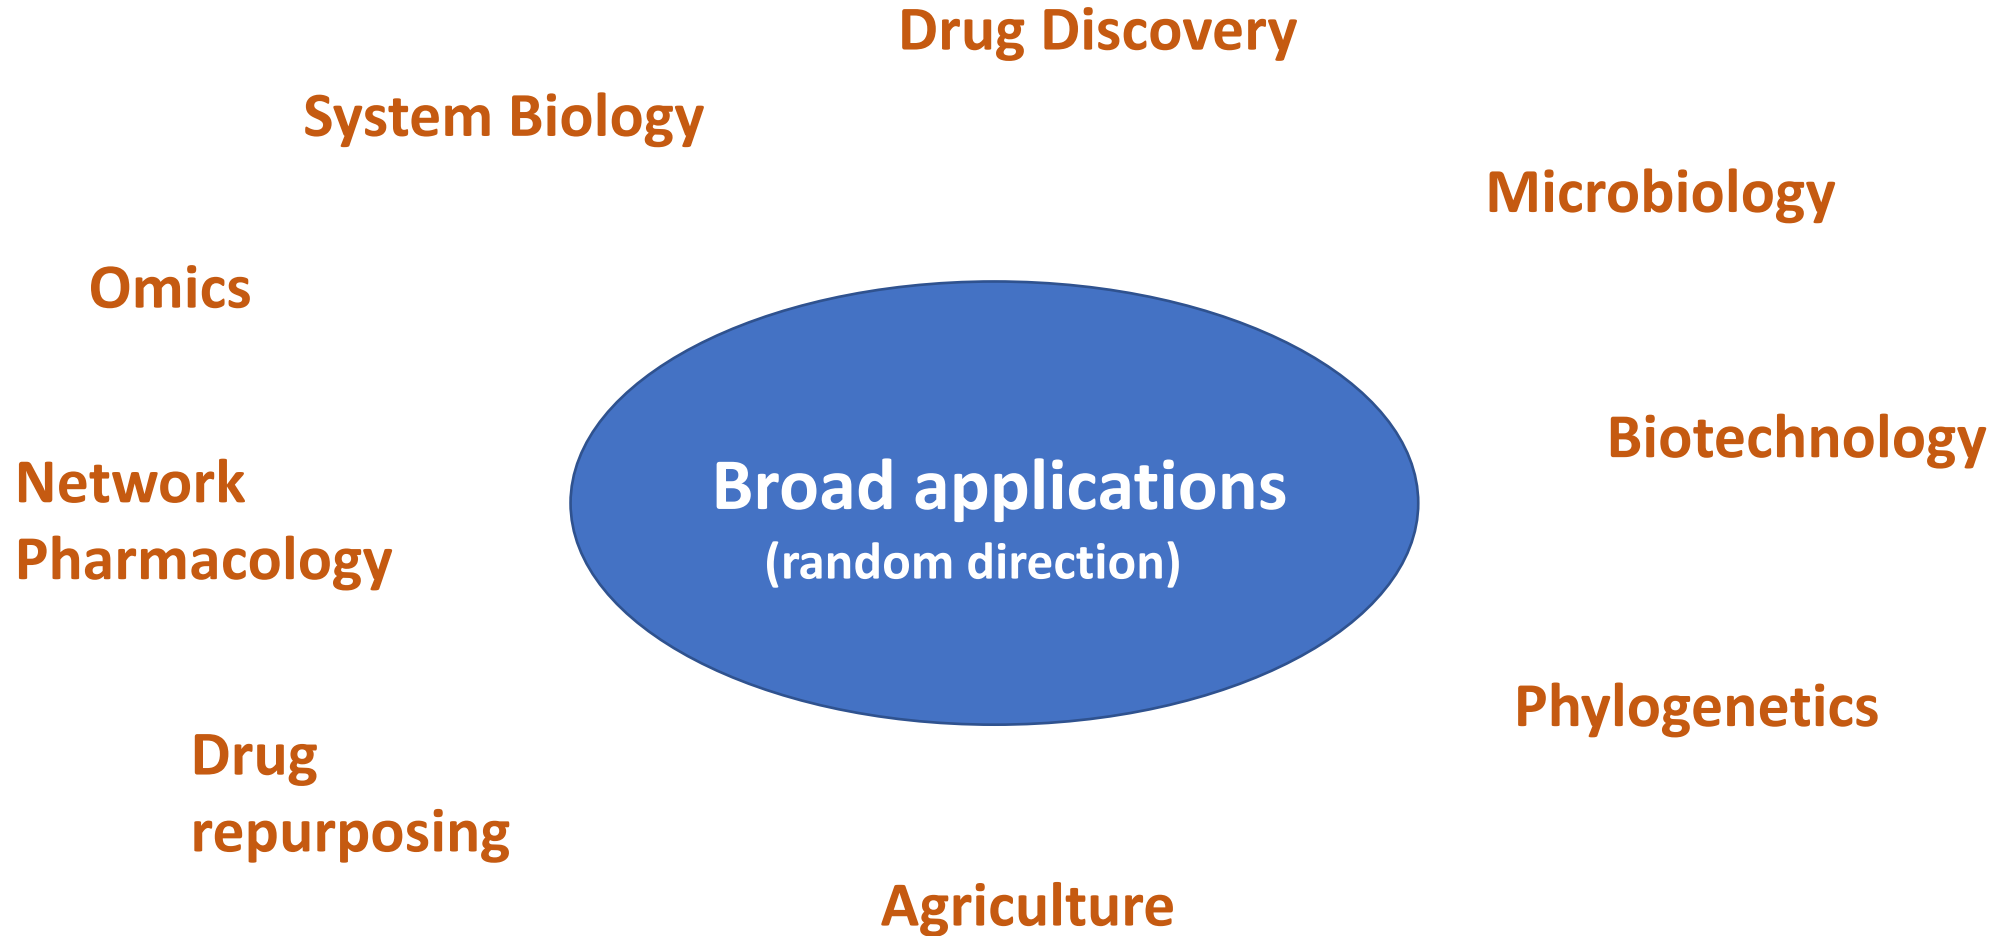 Drug Discovery
System Biology
Microbiology
Omics
Biotechnology
Network
Pharmacology
Broad applications
(random direction)
Phylogenetics
Drug
repurposing
Agriculture